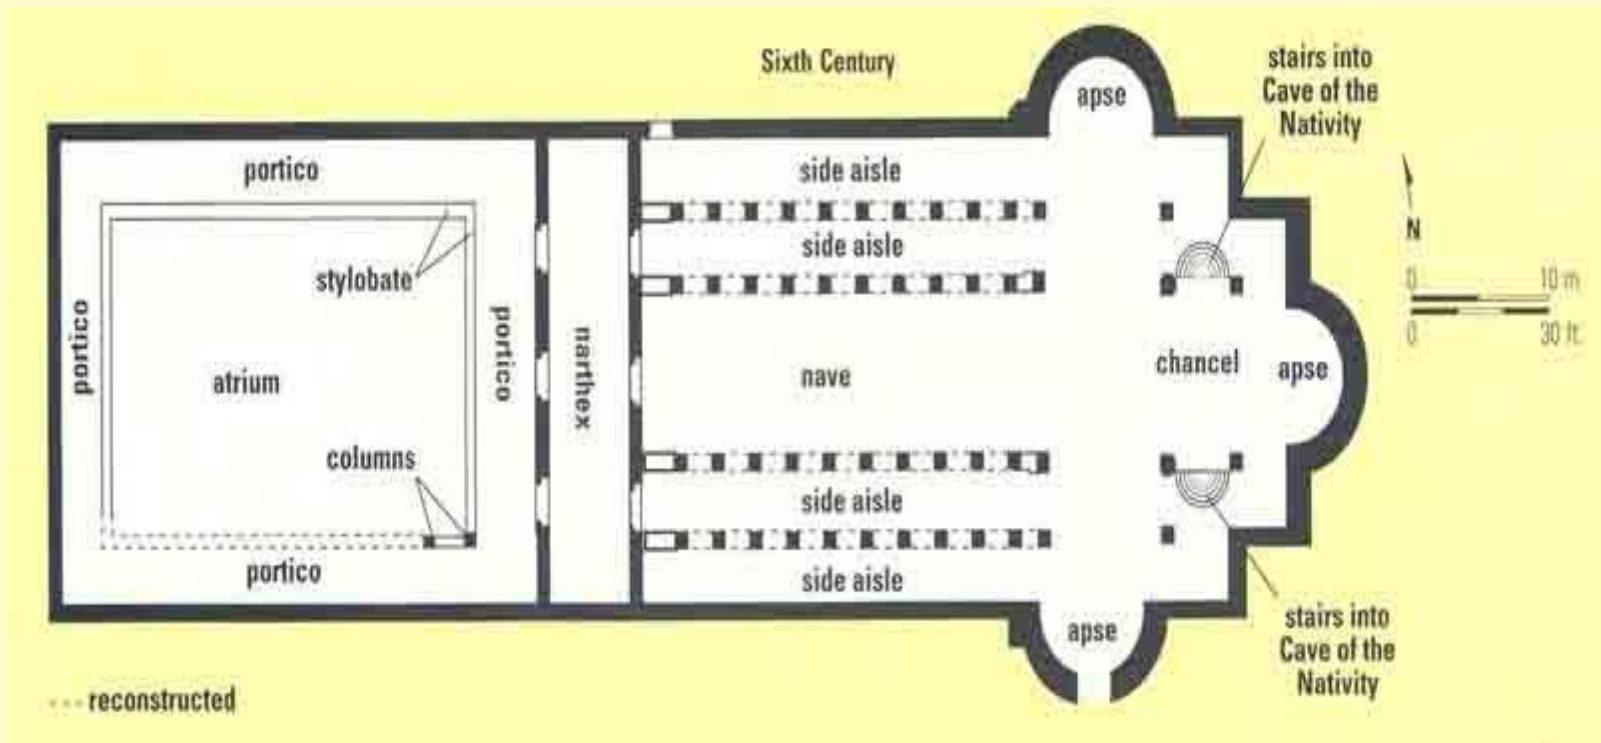 Sixth Century
apse
stairs into
Cave of the
Nativity
portico
side aisle
side aisle
stylobate
N
0 10 m
0 30 ft.
portico
portico
narthex
atrium
nave
chancel
apse
columns
side aisle
side aisle
portico
apse
stairs into
Cave of the
Nativity
reconstructed